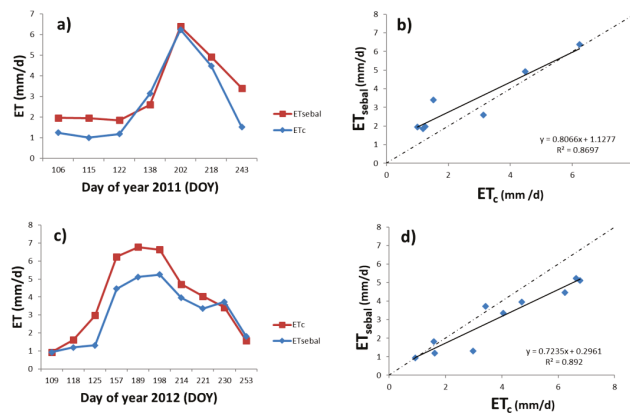 a)
ET (mm/d)
7
6
5
4
3
2
1
0
106 115 122 138 202 218 243
Day of year 2011 (DOY)
ETsebal
ETc
b)
ETsebal (mm/d)
8
7
6
5
4
3
2
1
0
0 2 4 6 8
y = 0.8066x + 1.1277
R² = 0.8697
ETc (mm /d)
c)
ET (mm/d)
8
7
6
5
4
3
2
1
0
109 118 125 157 189 198 214 221 230 253
Day of year 2012 (DOY)
ETc
ETsebal
d)
ETsebal (mm/d)
8
7
6
5
4
3
2
1
0
0 2 4 6 8
y = 0.7235x + 0.2961
R² = 0.892
ETc (mm/d)